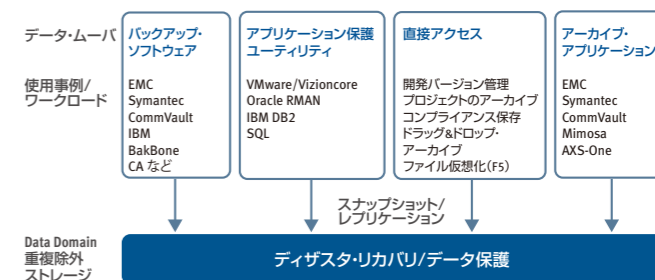 データ・ムーバ
バックアップ・
ソフトウェア
アプリケーション保護
ユーティリティ
直接アクセス
アーカイブ・
アプリケーション
使用事例/
ワークロード
EMC
Symantec
CommVault
IBM
BakBone
CA など
VMware/Vizioncore
Oracle RMAN
IBM DB2
SQL
開発バージョン管理
プロジェクトのアーカイブ
コンプライアンス保存
ドラッグ&ドロップ・
アーカイブ
ファイル仮想化(F5)
EMC
Symantec
CommVault
Mimosa
AXS-One
スナップショット/
レプリケーション
Data Domain
重複除外
ストレージ
ディザスタ・リカバリ/データ保護